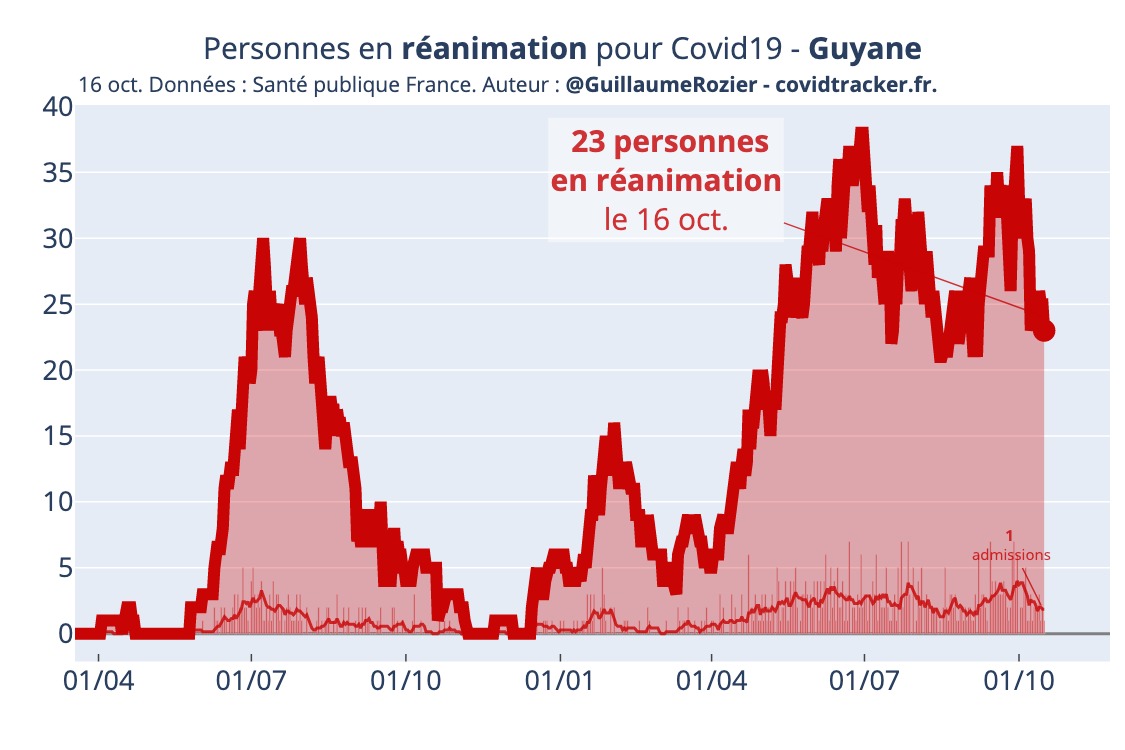 Personnes en réanimation pour Covid19 - Guyane
16 oct. Données : Santé publique France. Auteur : @GuillaumeRozier - covidtracker.fr.
40
35
30
25
20
15
10
5
0
23 personnes
en réanimation
le 16 oct.
1
admissions
01/04
01/07
01/10
01/01
01/04
01/07
01/10